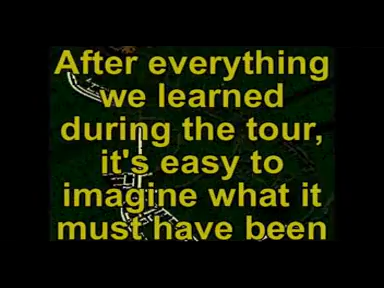 After everything
we learned
during the tour,
it's easy to
imagine what it
must have been